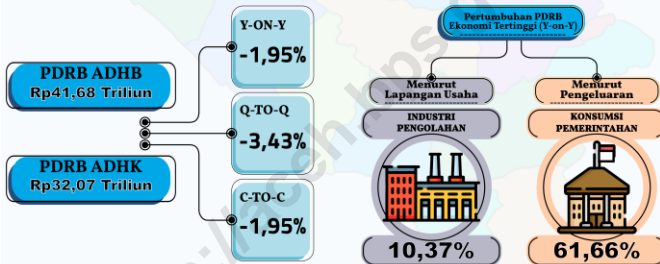 PDRB ADHB
Rp41,68 Triliun
PDRB ADHK
Rp32,07 Triliun
Y-ON-Y
-1,95%
Q-TO-Q
-3,43%
C-TO-C
-1,95%
Pertumbuhan PDRB
Ekonomi Tertinggi (Y-on-Y)
Menurut
Lapangan Usaha
INDUSTRI
PENGOLAHAN
10,37%
Menurut
Pengeluaran
KONSUMSI
PEMERINTAHAN
61,66%